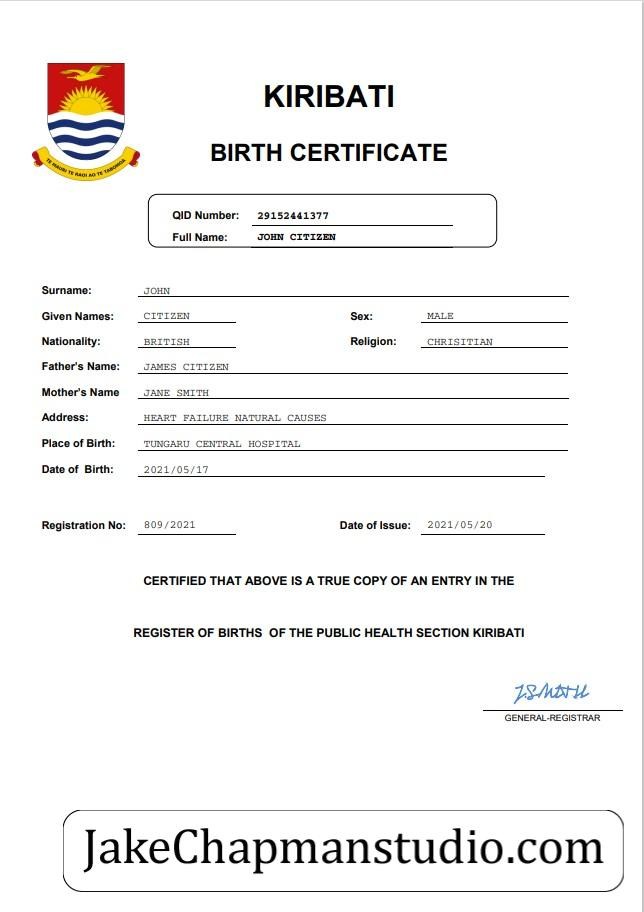 KIRIBATI
BIRTH CERTIFICATE
TE MAURI TE RAOI AO TE TABOMOA
QID Number: 29152441377
Full Name: JOHN CITIZEN
Surname: JOHN
Given Names: CITIZEN Sex: MALE
Nationality: BRITISH Religion: CHRISITIAN
Father's Name: JAMES CITIZEN
Mother's Name JANE SMITH
Address: HEART FAILURE NATURAL CAUSES
Place of Birth: TUNGARU CENTRAL HOSPITAL
Date of Birth: 2021/05/17
Registration No: 809/2021 Date of Issue: 2021/05/20
CERTIFIED THAT ABOVE IS A TRUE COPY OF AN ENTRY IN THE
REGISTER OF BIRTHS OF THE PUBLIC HEALTH SECTION KIRIBATI
J.SMITH
GENERAL-REGISTRAR
JakeChapmanstudio.com